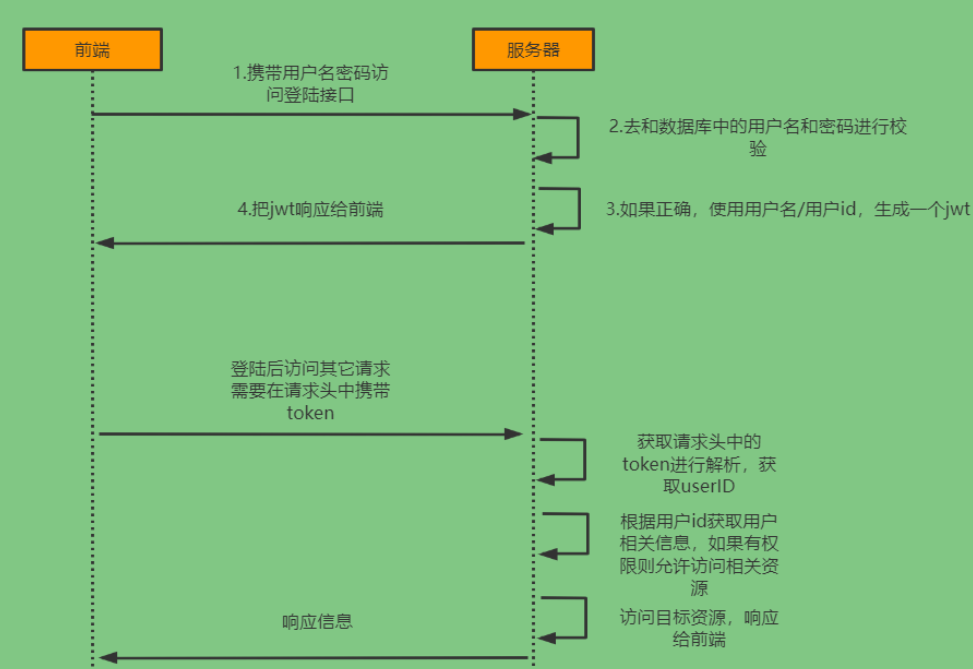 前端
服务器
1.携带用户名密码访
问登陆接口
2.去和数据库中的用户名和密码进行校
验
3.如果正确，使用用户名/用户id，生成一个jwt
4.把jwt响应给前端
登陆后访问其它请求
需要在请求头中携带
token
获取请求头中的
token进行解析，获
取userID
根据用户id获取用户
相关信息，如果有权
限则允许访问相关资
源
访问目标资源，响应
给前端
响应信息